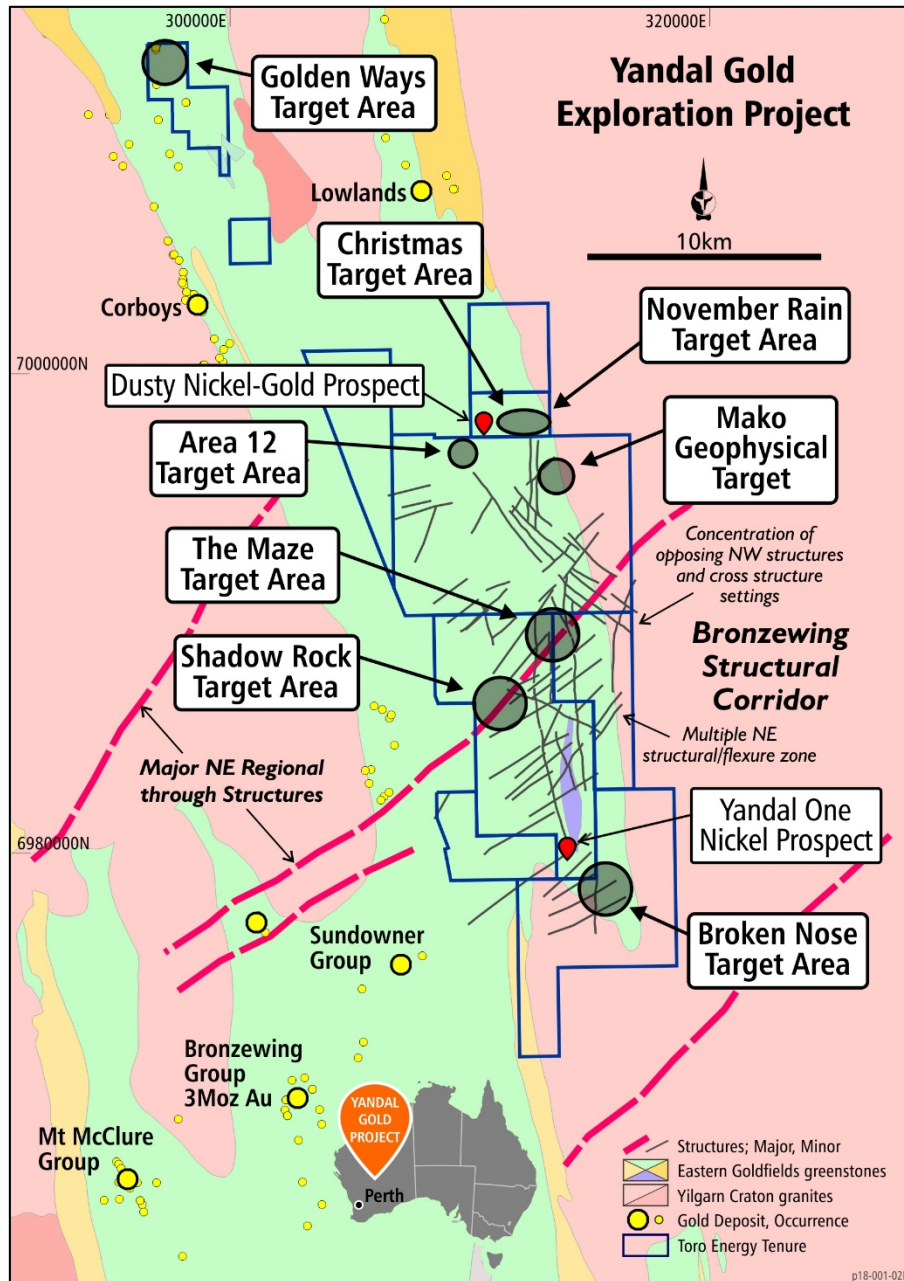 300000E
320000E
Yandal Gold
Exploration Project
Golden Ways
Target Area
Lowlands
10km
Christmas
Target Area
November Rain
Target Area
Corboys
7000000N
Dusty Nickel-Gold Prospect
Mako
Geophysical
Target
Area 12
Target Area
Concentration of
opposing NW structures
and cross structure
settings
The Maze
Target Area
Bronzewing
Structural
Corridor
Shadow Rock
Target Area
Multiple NE
structural/flexure zone
Major NE Regional
through Structures
Yandal One
Nickel Prospect
6980000N
Broken Nose
Target Area
Sundowner
Group
Bronzewing
Group
3Moz Au
YANDAL
GOLD
PROJECT
Mt McClure
Group
Perth
Structures; Major, Minor
Eastern Goldfields greenstones
Yilgarn Craton granites
Gold Deposit, Occurrence
Toro Energy Tenure